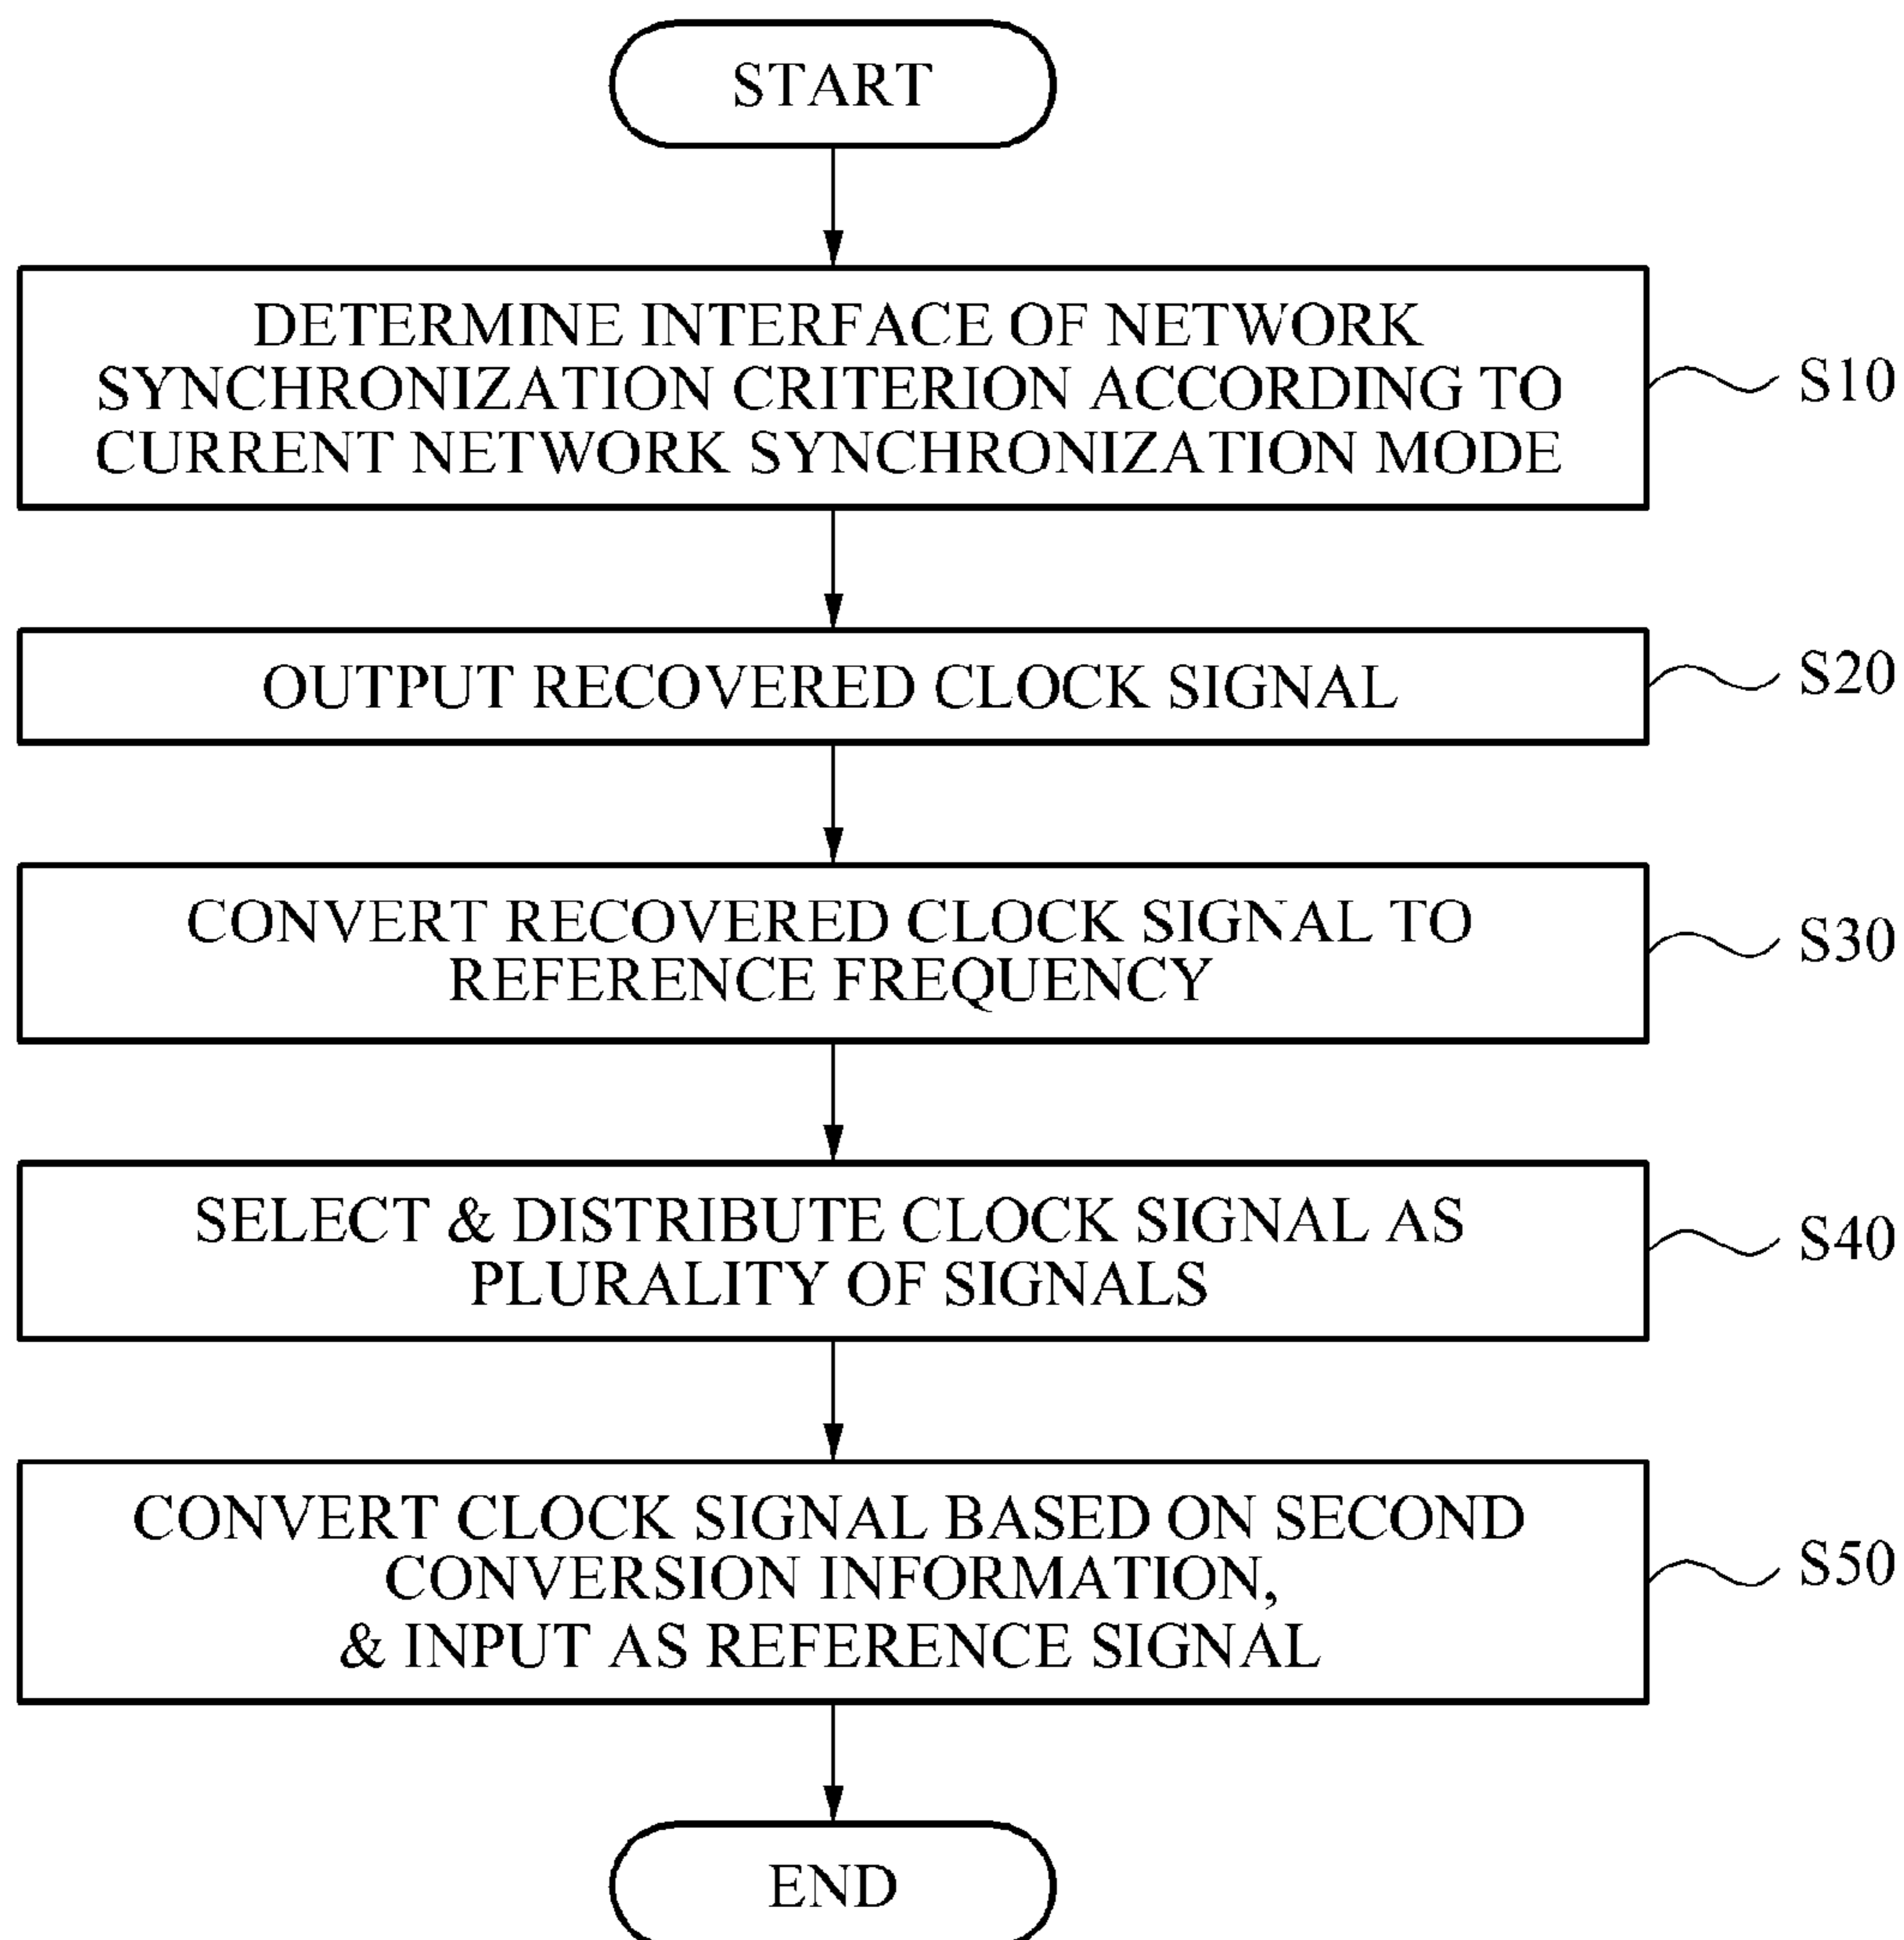 START
DETERMINE INTERFACE OF NETWORK
SYNCHRONIZATION CRITERION ACCORDING TO
CURRENT NETWORK SYNCHRONIZATION MODE
S10
OUTPUT RECOVERED CLOCK SIGNAL
S20
CONVERT RECOVERED CLOCK SIGNAL TO
REFERENCE FREQUENCY
S30
SELECT & DISTRIBUTE CLOCK SIGNAL AS
PLURALITY OF SIGNALS
S40
CONVERT CLOCK SIGNAL BASED ON SECOND
CONVERSION INFORMATION,
& INPUT AS REFERENCE SIGNAL
S50
END